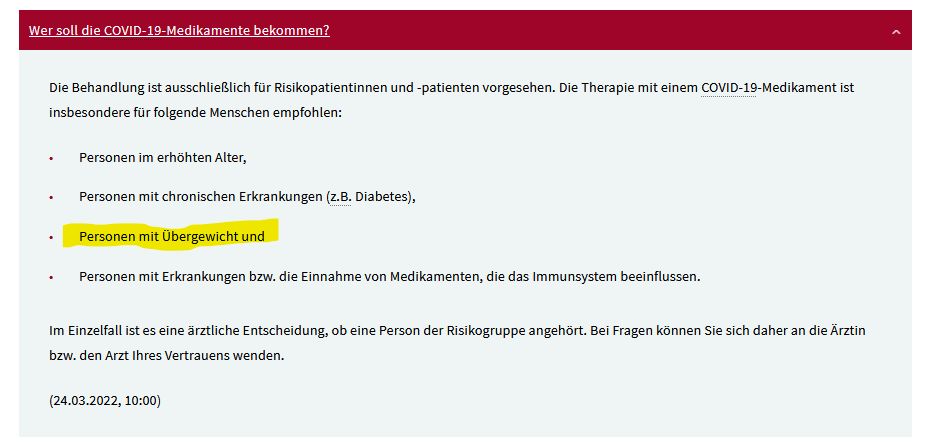 Wer soll die COVID-19-Medikamente bekommen?
Die Behandlung ist ausschließlich für Risikopatientinnen und -patienten vorgesehen. Die Therapie mit einem COVID-19-Medikament ist
insbesondere für folgende Menschen empfohlen:
• Personen im erhöhten Alter,
• Personen mit chronischen Erkrankungen (z.B. Diabetes),
• Personen mit Übergewicht und
• Personen mit Erkrankungen bzw. die Einnahme von Medikamenten, die das Immunsystem beeinflussen.
Im Einzelfall ist es eine ärztliche Entscheidung, ob eine Person der Risikogruppe angehört. Bei Fragen können Sie sich daher an die Ärztin
bzw. den Arzt Ihres Vertrauens wenden.
(24.03.2022, 10:00)